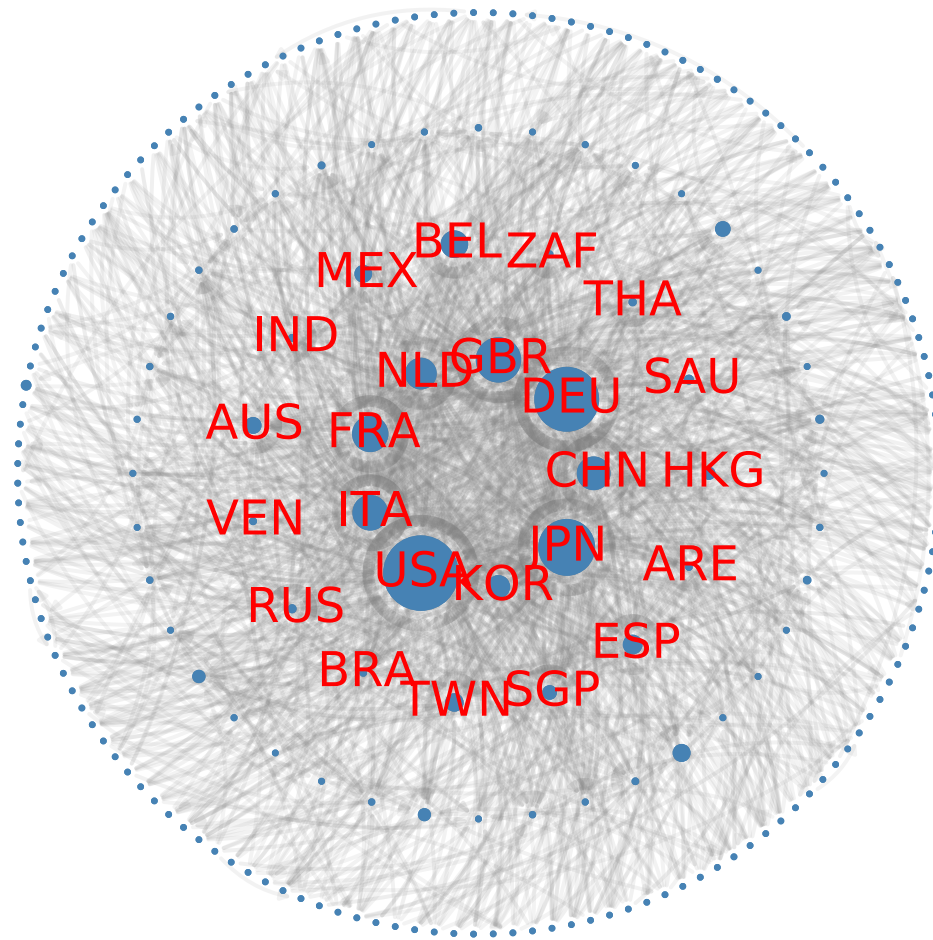 BEL
ZAF
MEX
THA
IND
GBR
NLD
SAU
DEU
AUS
FRA
CHN
HKG
ITA
VEN
JPN
ARE
USA
KOR
RUS
ESP
BRA
SGP
TWN